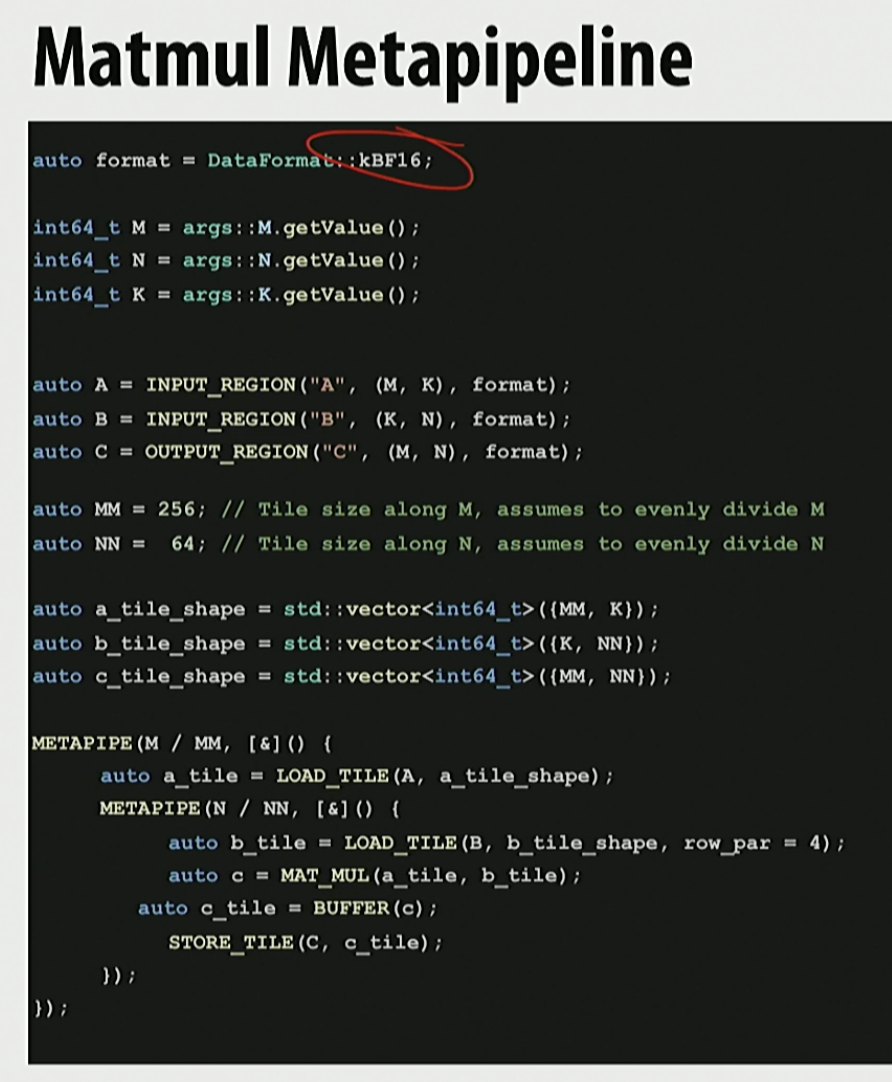 Matmul Metapipeline
auto format = DataFormat::kBF16;
int64_t M = args::M.getValue();
int64_t N = args::N.getValue();
int64_t K = args::K.getValue();
auto A = INPUT_REGION("A", (M, K), format);
auto B = INPUT_REGION("B", (K, N), format);
auto C = OUTPUT_REGION("C", (M, N), format);
auto MM = 256; // Tile size along M, assumes to evenly divide M
auto NN =  64; // Tile size along N, assumes to evenly divide N
auto a_tile_shape = std::vector<int64_t>({MM, K});
auto b_tile_shape = std::vector<int64_t>({K, NN});
auto c_tile_shape = std::vector<int64_t>({MM, NN});
METAPIPE(M / MM, [&]() {
     auto a_tile = LOAD_TILE(A, a_tile_shape);
     METAPIPE(N / NN, [&]() {
          auto b_tile = LOAD_TILE(B, b_tile_shape, row_par = 4);
          auto c = MAT_MUL(a_tile, b_tile);
        auto c_tile = BUFFER(c);
          STORE_TILE(C, c_tile);
     });
});